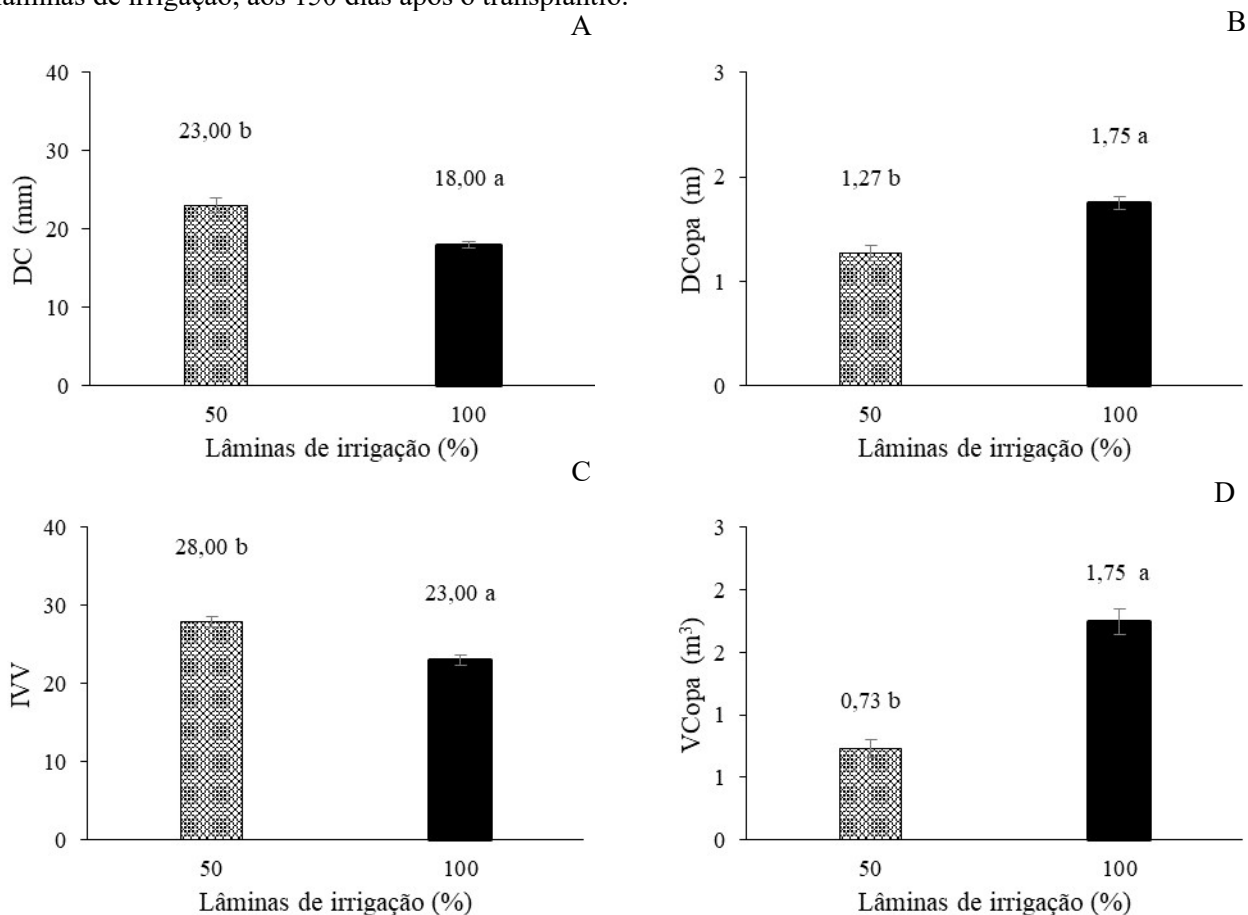 lâminas de irrigação, aos 150 dias após o transplantio.
A
40
30
20
10
0
DC (mm)
23,00 b
18,00 a
50
100
Lâminas de irrigação (%)
B
3
2
1
0
DCopa (m)
1,27 b
1,75 a
50
100
Lâminas de irrigação (%)
C
40
30
20
10
0
IVV
28,00 b
23,00 a
50
100
Lâminas de irrigação (%)
D
3
2
2
1
1
0
VCopa (m³)
0,73 b
1,75 a
50
100
Lâminas de irrigação (%)